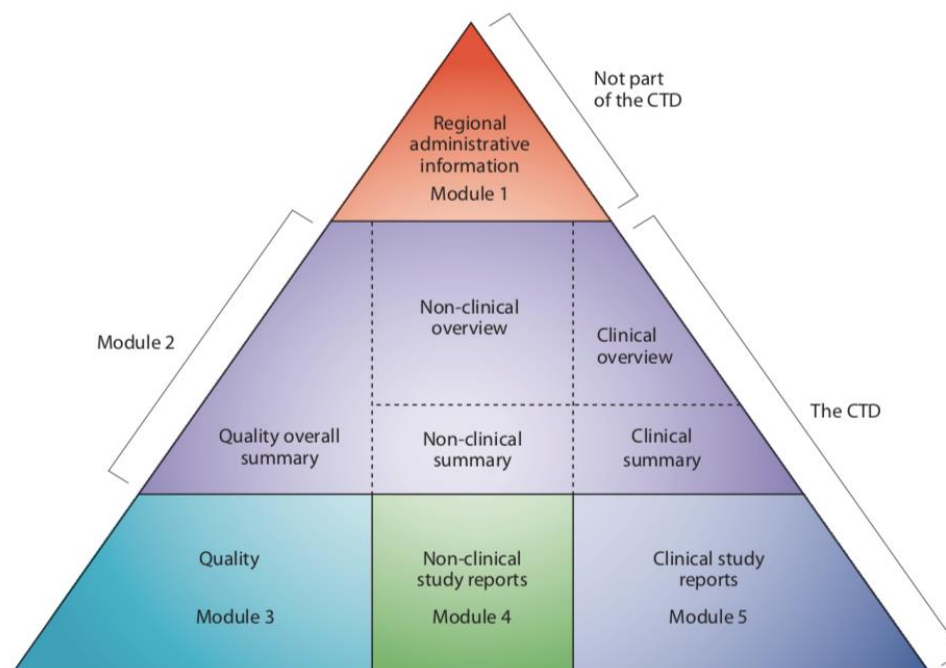 Not part
of the CTD
Regional
administrative
information
Module 1
Module 2
Non-clinical
overview
Clinical
overview
The CTD
Quality overall
summary
Non-clinical
summary
Clinical
summary
Quality
Module 3
Non-clinical
study reports
Module 4
Clinical study
reports
Module 5